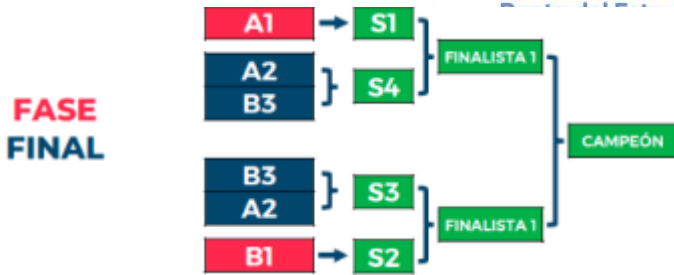 A1
S1
FINALISTA 1
A2
B3
S4
FASE
FINAL
CAMPEÓN
B3
A2
S3
FINALISTA 1
B1
S2